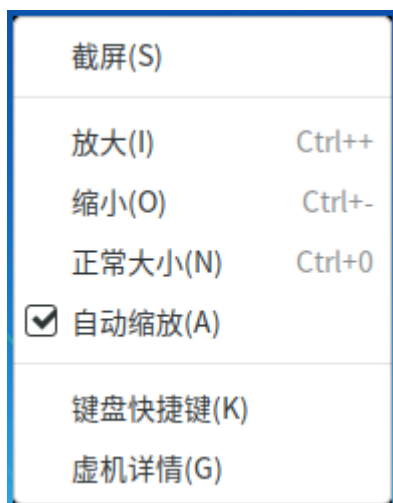 截屏(S)
放大(I) Ctrl++
缩小(O) Ctrl+-
正常大小(N) Ctrl+0
自动缩放(A)
键盘快捷键(K)
虚机详情(G)